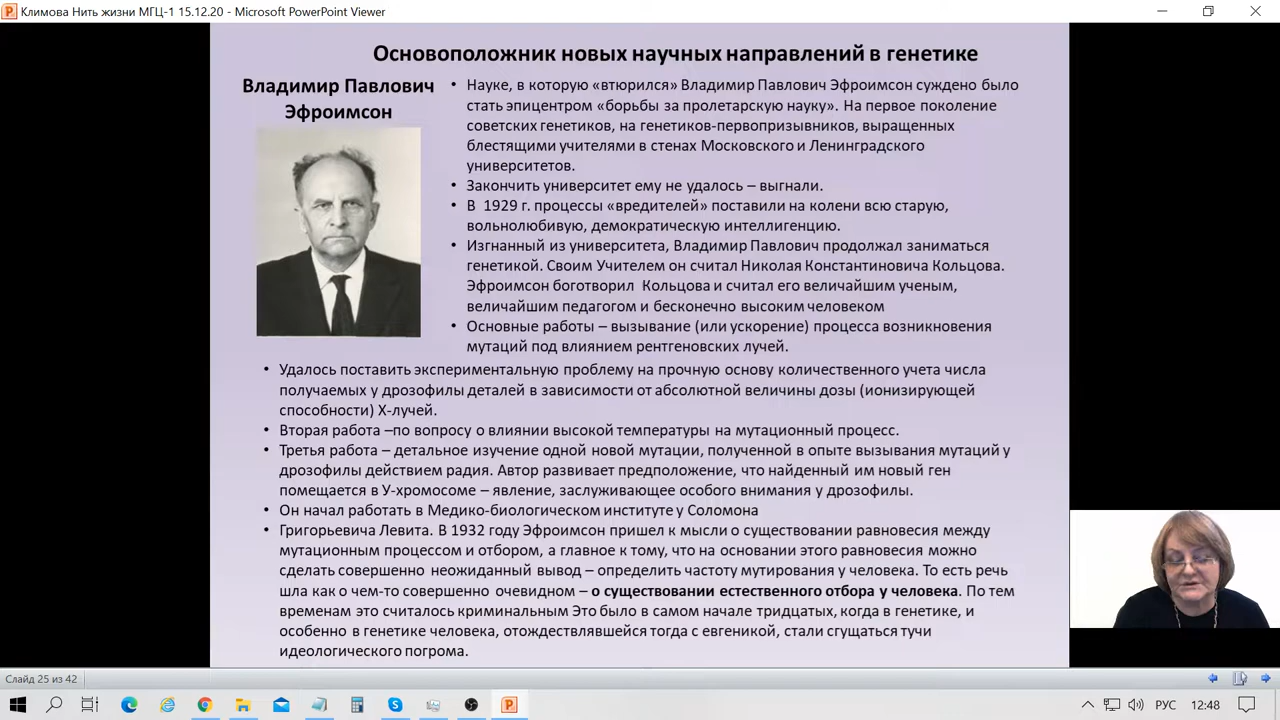 Климова Нить жизни МГЦ-1 15.12.20 - Microsoft PowerPoint Viewer
Основоположник новых научных направлений в генетике
Владимир Павлович
Эфроимсон
• Науке, в которую «втюрился» Владимир Павлович Эфроимсон суждено было
стать эпицентром «борьбы за пролетарскую науку». На первое поколение
советских генетиков, на генетиков-первопризывников, выращенных
блестящими учителями в стенах Московского и Ленинградского
университетов.
• Закончить университет ему не удалось – выгнали.
• В 1929 г. процессы «вредителей» поставили на колени всю старую,
вольнолюбивую, демократическую интеллигенцию.
• Изгнанный из университета, Владимир Павлович продолжал заниматься
генетикой. Своим Учителем он считал Николая Константиновича Кольцова.
Эфроимсон боготворил Кольцова и считал его величайшим ученым,
величайшим педагогом и бесконечно высоким человеком
• Основные работы – вызывание (или ускорение) процесса возникновения
мутаций под влиянием рентгеновских лучей.
• Удалось поставить экспериментальную проблему на прочную основу количественного учета числа
получаемых у дрозофилы деталей в зависимости от абсолютной величины дозы (ионизирующей
способности) Х-лучей.
• Вторая работа –по вопросу о влиянии высокой температуры на мутационный процесс.
• Третья работа – детальное изучение одной новой мутации, полученной в опыте вызывания мутаций у
дрозофилы действием радия. Автор развивает предположение, что найденный им новый ген
помещается в У-хромосоме – явление, заслуживающее особого внимания у дрозофилы.
• Он начал работать в Медико-биологическом институте у Соломона
• Григорьевича Левита. В 1932 году Эфроимсон пришел к мысли о существовании равновесия между
мутационным процессом и отбором, а главное к тому, что на основании этого равновесия можно
сделать совершенно неожиданный вывод – определить частоту мутирования у человека. То есть речь
шла как о чем-то совершенно очевидном – о существовании естественного отбора у человека. По тем
временам это считалось криминальным Это было в самом начале тридцатых, когда в генетике, и
особенно в генетике человека, отождествлявшейся тогда с евгеникой, стали сгущаться тучи
идеологического погрома.
Слайд 25 из 42
РУС
12:48